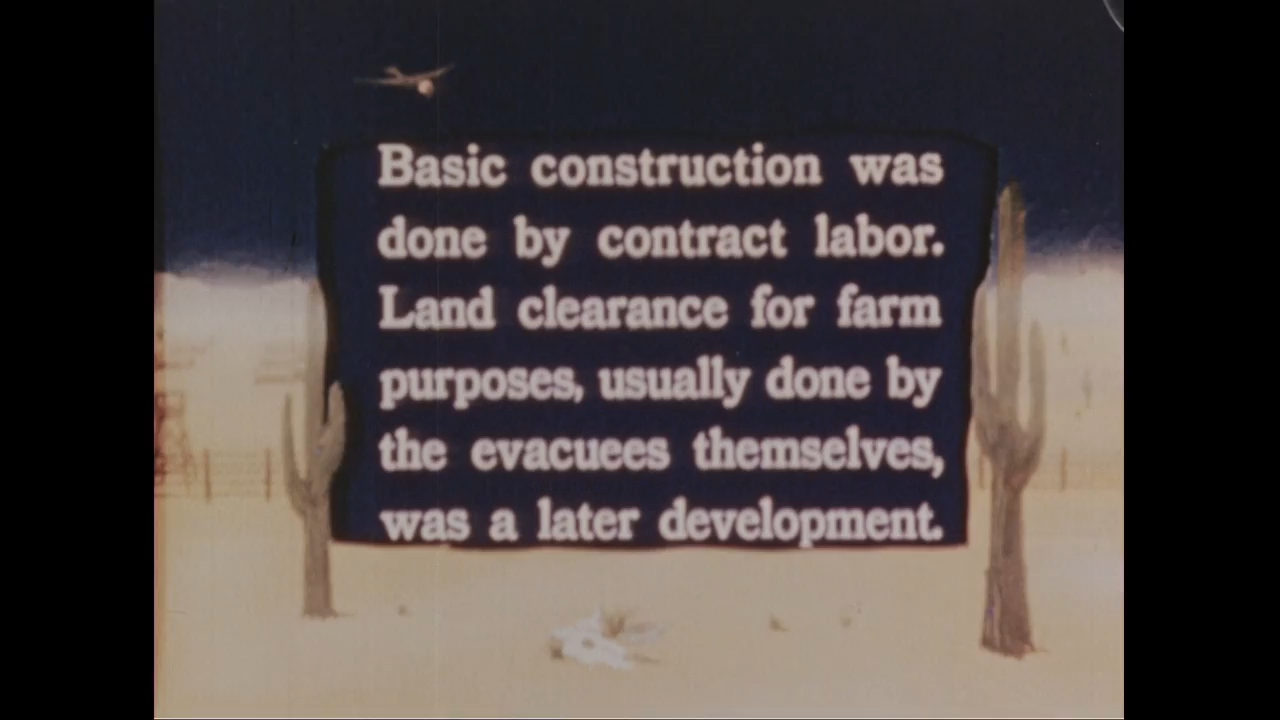 Basic construction was
done by contract labor.
Land clearance for farm
purposes, usually done by
the evacuees themselves,
was a later development.